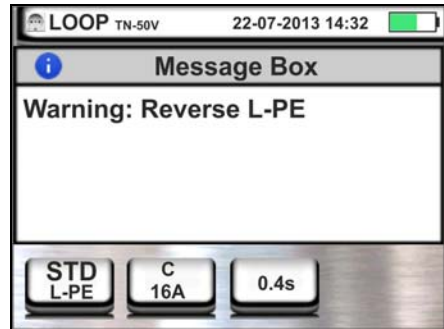 LOOP TN-50V 22-07-2013 14:32
Message Box
Warning: Reverse L-PE
STD C
L-PE 16A 0.4s